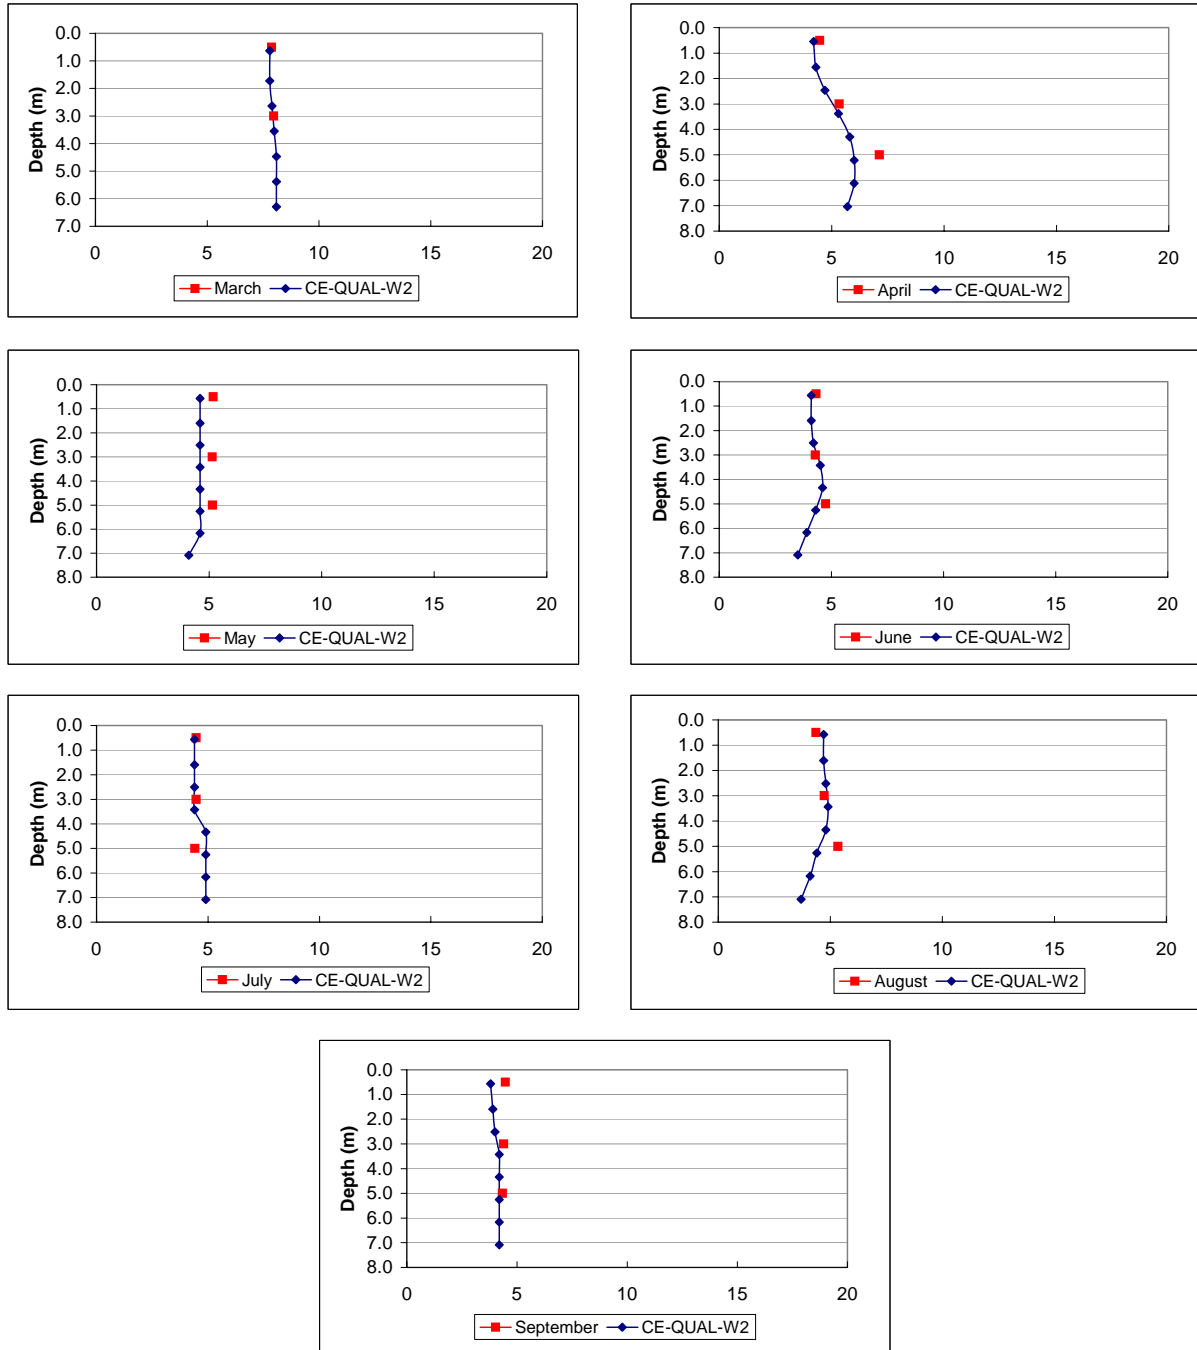 0.0
1.0
2.0
3.0
4.0
5.0
6.0
7.0
Depth (m)
0 5 10 15 20
March CE-QUAL-W2
0.0
1.0
2.0
3.0
4.0
5.0
6.0
7.0
8.0
Depth (m)
0 5 10 15 20
April CE-QUAL-W2
0.0
1.0
2.0
3.0
4.0
5.0
6.0
7.0
8.0
Depth (m)
0 5 10 15 20
May CE-QUAL-W2
0.0
1.0
2.0
3.0
4.0
5.0
6.0
7.0
8.0
Depth (m)
0 5 10 15 20
June CE-QUAL-W2
0.0
1.0
2.0
3.0
4.0
5.0
6.0
7.0
8.0
Depth (m)
0 5 10 15 20
July CE-QUAL-W2
0.0
1.0
2.0
3.0
4.0
5.0
6.0
7.0
8.0
Depth (m)
0 5 10 15 20
August CE-QUAL-W2
0.0
1.0
2.0
3.0
4.0
5.0
6.0
7.0
8.0
Depth (m)
0 5 10 15 20
September CE-QUAL-W2